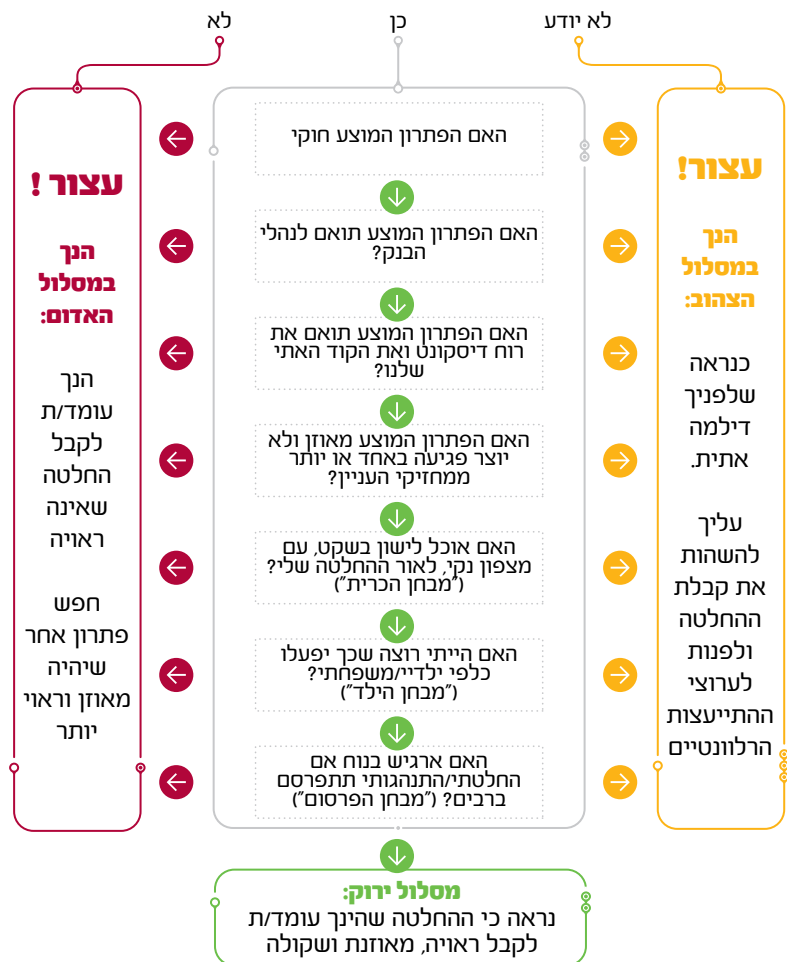 לא יודע
כן
לא
האם הפתרון המוצע חוקי
האם הפתרון המוצע תואם לנהלי
הבנק?
האם הפתרון המוצע תואם את
רוח דיסקונט ואת הקוד האתי
שלנו?
האם הפתרון המוצע מאוזן ולא
יוצר פגיעה באחד או יותר
ממחזיקי העניין?
האם אוכל לישון בשקט, עם
מצפון נקי, לאור ההחלטה שלי?
("מבחן הכרית")
האם הייתי רוצה שכך יפעלו
כלפי ילדיי/משפחתי?
("מבחן הילד")
האם ארגיש בנוח אם
החלטתי/התנהגותי תתפרסם
ברבים? ("מבחן הפרסום")
עצור!
הנך
במסלול
הצהוב:
כנראה
שלפניך
דילמה
אתית.
עליך
להשהות
את קבלת
ההחלטה
ולפנות
לערוצי
ההתייעצות
הרלוונטיים
עצור !
הנך
במסלול
האדום:
הנך
עומד/ת
לקבל
החלטה
שאינה
ראויה
חפש
פתרון אחר
שיהיה
מאוזן וראוי
יותר
מסלול ירוק:
נראה כי ההחלטה שהינך עומד/ת
לקבל ראויה, מאוזנת ושקולה